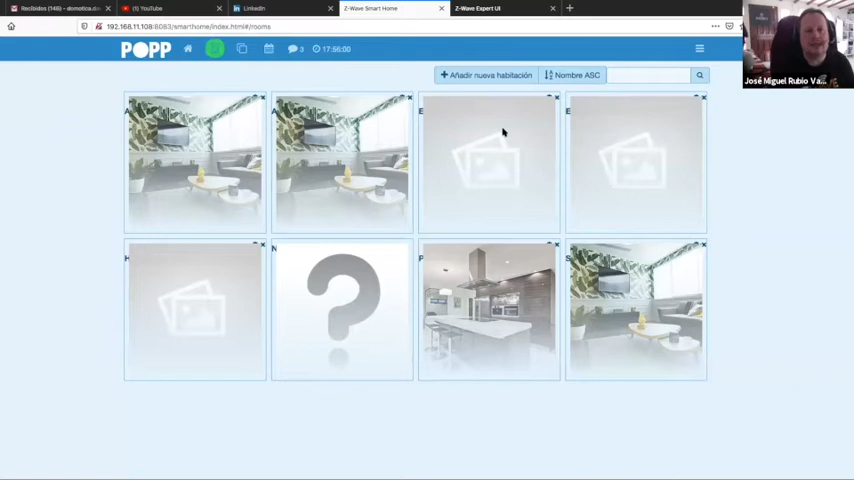 Recibidos (146) - domotica.da
(1) YouTube
LinkedIn
Z-Wave Smart Home
Z-Wave Expert UI
192.168.11.108:8083/smarthome/index.html#/rooms
POPP
3
17:56:00
José Miguel Rubio Va...
Añadir nueva habitación
Nombre ASC
A
A
E
E
H
N
P
S